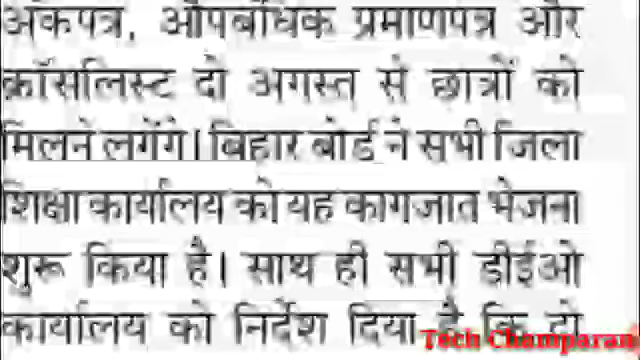 अंकपत्र, औपबंधिक प्रमाणपत्र और
क्रॉसलिस्ट दो अगस्त से छात्रों को
मिलने लगेंगे। बिहार बोर्ड ने सभी जिला
शिक्षा कार्यालय को यह कागजात भेजना
शुरू किया है। साथ ही सभी डीईओ
कार्यालय को निर्देश दिया है कि दो
Tech Champaran